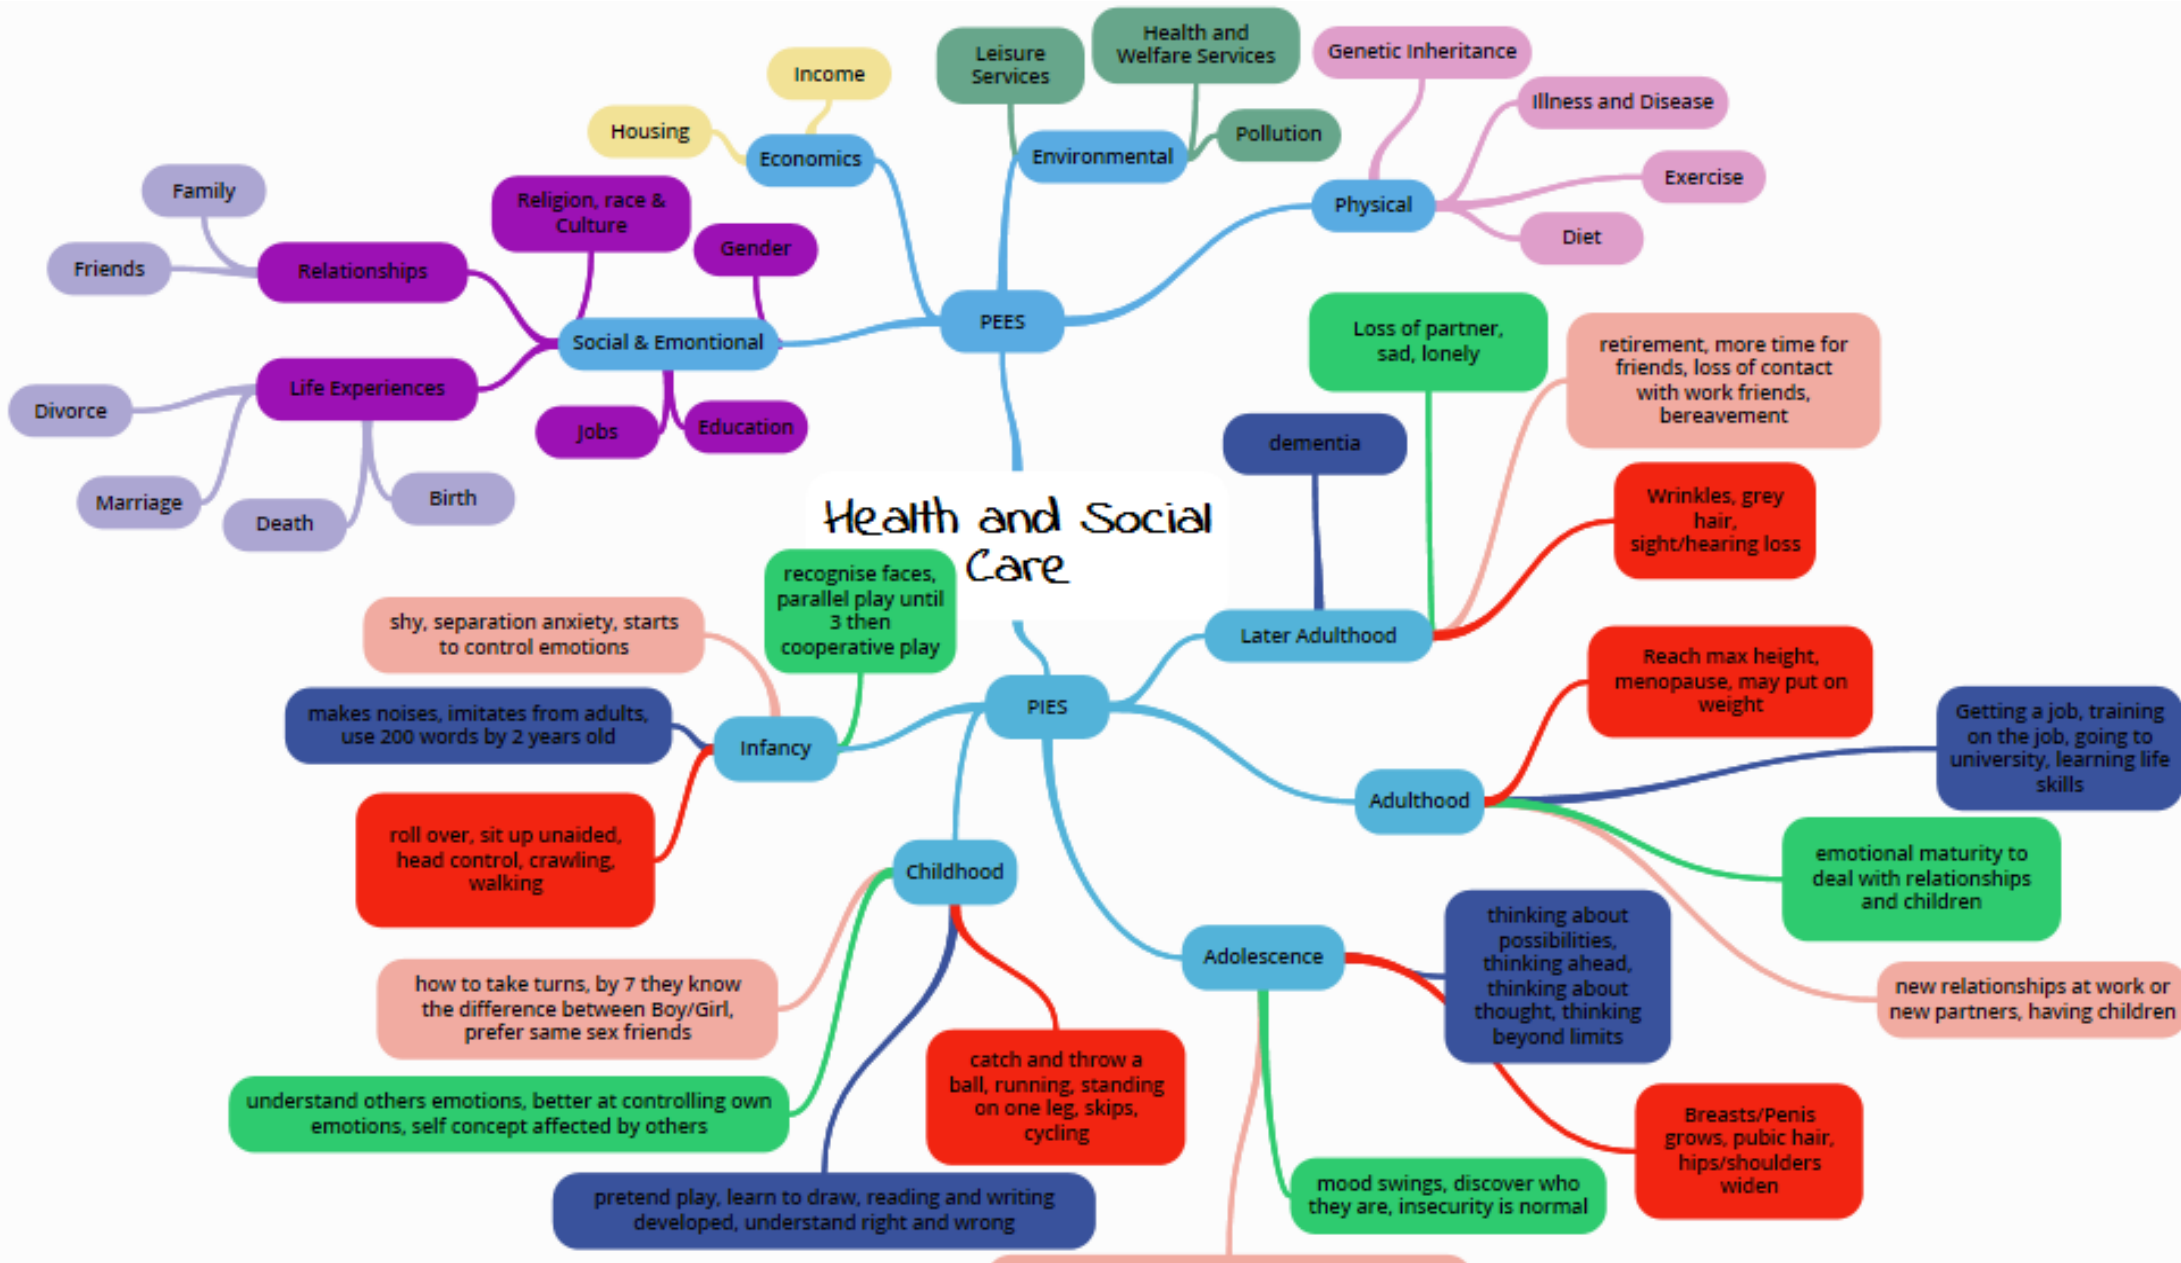 Health and Social
Care
PEES
Economics
Income
Housing
Environmental
Leisure
Services
Health and
Welfare Services
Pollution
Physical
Genetic Inheritance
Illness and Disease
Exercise
Diet
Social & Emontional
Religion, race &
Culture
Gender
Relationships
Family
Friends
Life Experiences
Divorce
Marriage
Death
Birth
Jobs
Education
PIES
Later Adulthood
dementia
Loss of partner,
sad, lonely
retirement, more time for
friends, loss of contact
with work friends,
bereavement
Wrinkles, grey
hair,
sight/hearing loss
Infancy
recognise faces,
parallel play until
3 then
cooperative play
shy, separation anxiety, starts
to control emotions
makes noises, imitates from adults,
use 200 words by 2 years old
roll over, sit up unaided,
head control, crawling,
walking
Adulthood
Reach max height,
menopause, may put on
weight
Getting a job, training
on the job, going to
university, learning life
skills
emotional maturity to
deal with relationships
and children
new relationships at work or
new partners, having children
Childhood
how to take turns, by 7 they know
the difference between Boy/Girl,
prefer same sex friends
understand others emotions, better at controlling own
emotions, self concept affected by others
pretend play, learn to draw, reading and writing
developed, understand right and wrong
catch and throw a
ball, running, standing
on one leg, skips,
cycling
Adolescence
thinking about
possibilities,
thinking ahead,
thinking about
thought, thinking
beyond limits
Breasts/Penis
grows, pubic hair,
hips/shoulders
widen
mood swings, discover who
they are, insecurity is normal